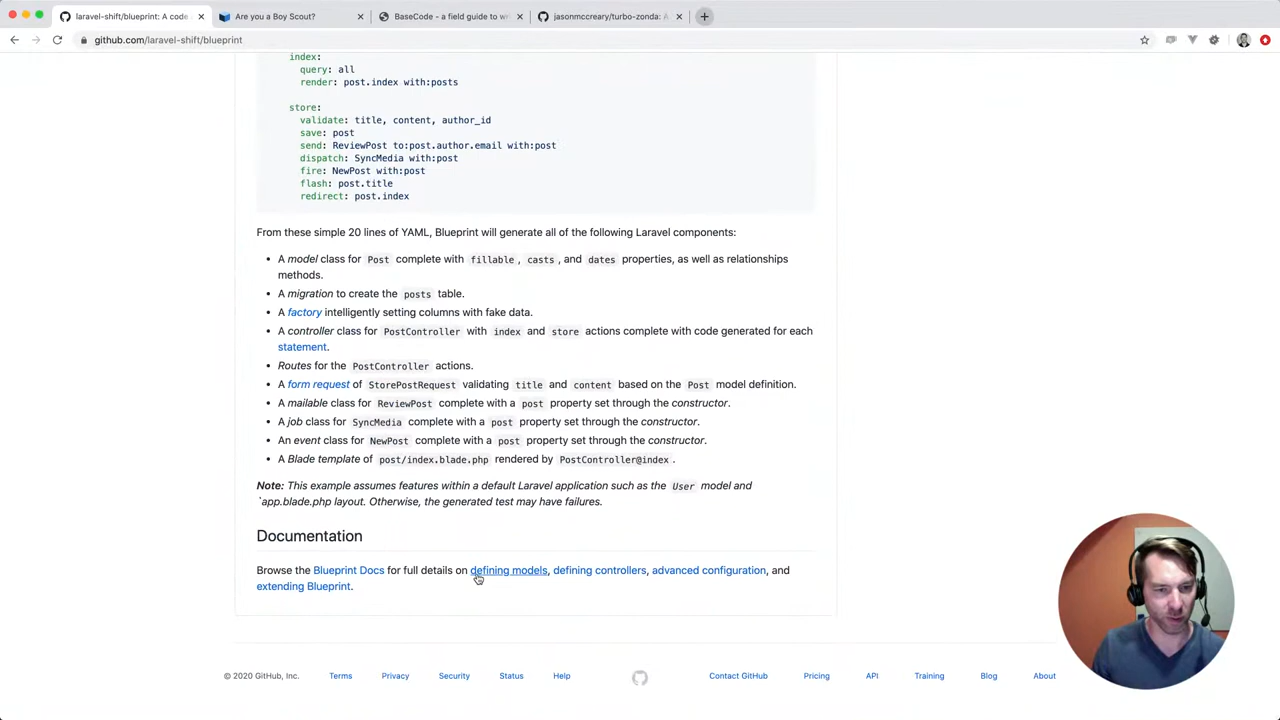 laravel-shift/blueprint: A code
Are you a Boy Scout?
BaseCode - a field guide to wr
jasonmccreary/turbo-zonda: A
github.com/laravel-shift/blueprint
index:
query: all
render: post.index with:posts
store:
validate: title, content, author_id
save: post
send: ReviewPost to:post.author.email with:post
dispatch: SyncMedia with:post
fire: NewPost with:post
flash: post.title
redirect: post.index
From these simple 20 lines of YAML, Blueprint will generate all of the following Laravel components:
• A model class for Post complete with fillable, casts, and dates properties, as well as relationships
methods.
• A migration to create the posts table.
• A factory intelligently setting columns with fake data.
• A controller class for PostController with index and store actions complete with code generated for each
statement.
• Routes for the PostController actions.
• A form request of StorePostRequest validating title and content based on the Post model definition.
• A mailable class for ReviewPost complete with a post property set through the constructor.
• A job class for SyncMedia complete with a post property set through the constructor.
• An event class for NewPost complete with a post property set through the constructor.
• A Blade template of post/index.blade.php rendered by PostController@index.
Note: This example assumes features within a default Laravel application such as the User model and
`app.blade.php layout. Otherwise, the generated test may have failures.
Documentation
Browse the Blueprint Docs for full details on defining models, defining controllers, advanced configuration, and
extending Blueprint.
© 2020 GitHub, Inc. Terms Privacy Security Status Help Contact GitHub Pricing API Training Blog About